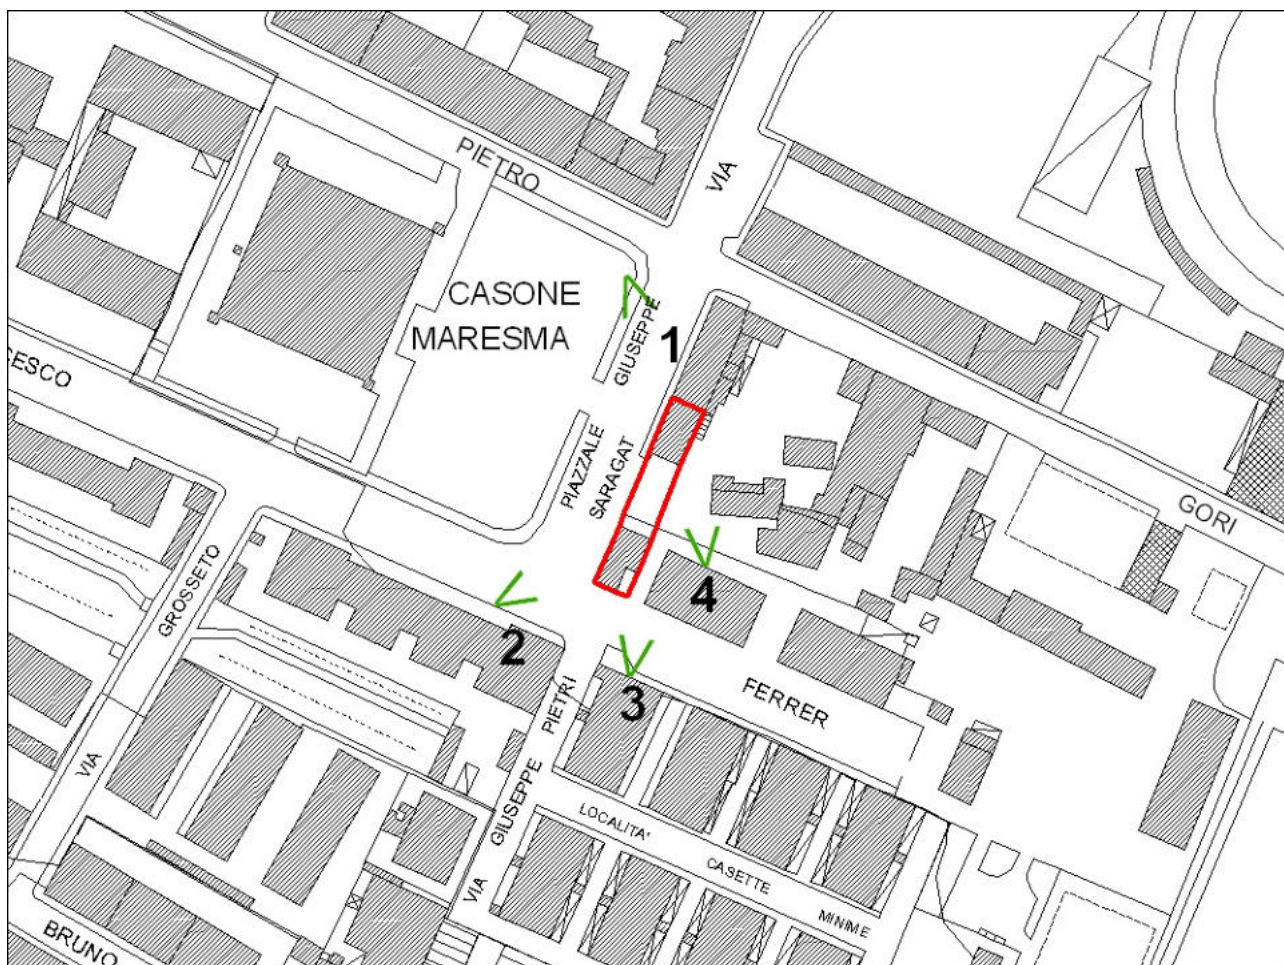 PIETRO
VIA
CASONE
MARESMA
GIUSEPPE
1
ESCO
PIAZZALE
SARAGAT
GORI
GROSSETO
4
2
3
PIETRI
FERRER
VIA
GIUSEPPE
LOCALITA'
CASETTE
MINIME
VIA
BRUNO